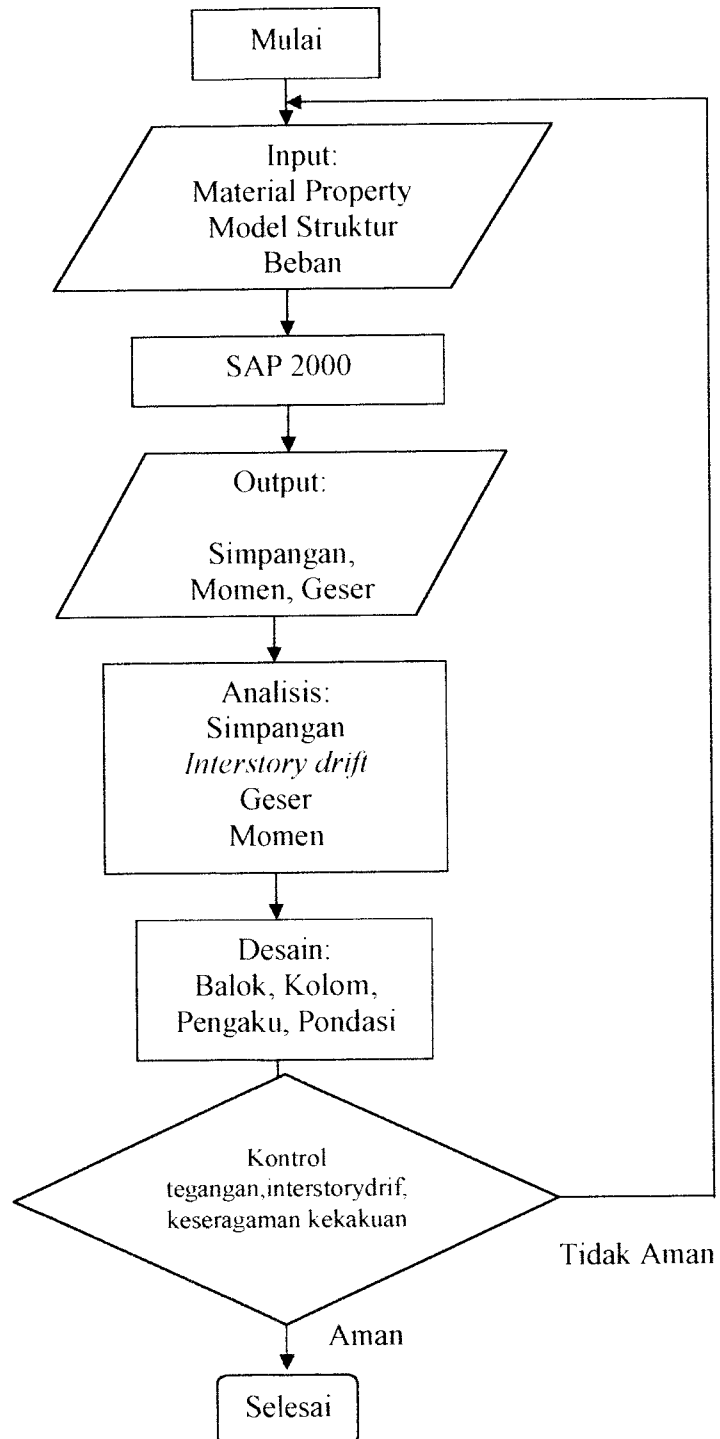 Mulai
Input:
Material Property
Model Struktur
Beban
SAP 2000
Output:
Simpangan,
Momen, Geser
Analisis:
Simpangan
Interstory drift
Geser
Momen
Desain:
Balok, Kolom,
Pengaku, Pondasi
Kontrol
tegangan,interstorydrif,
keseragaman kekakuan
Tidak Aman
Aman
Selesai